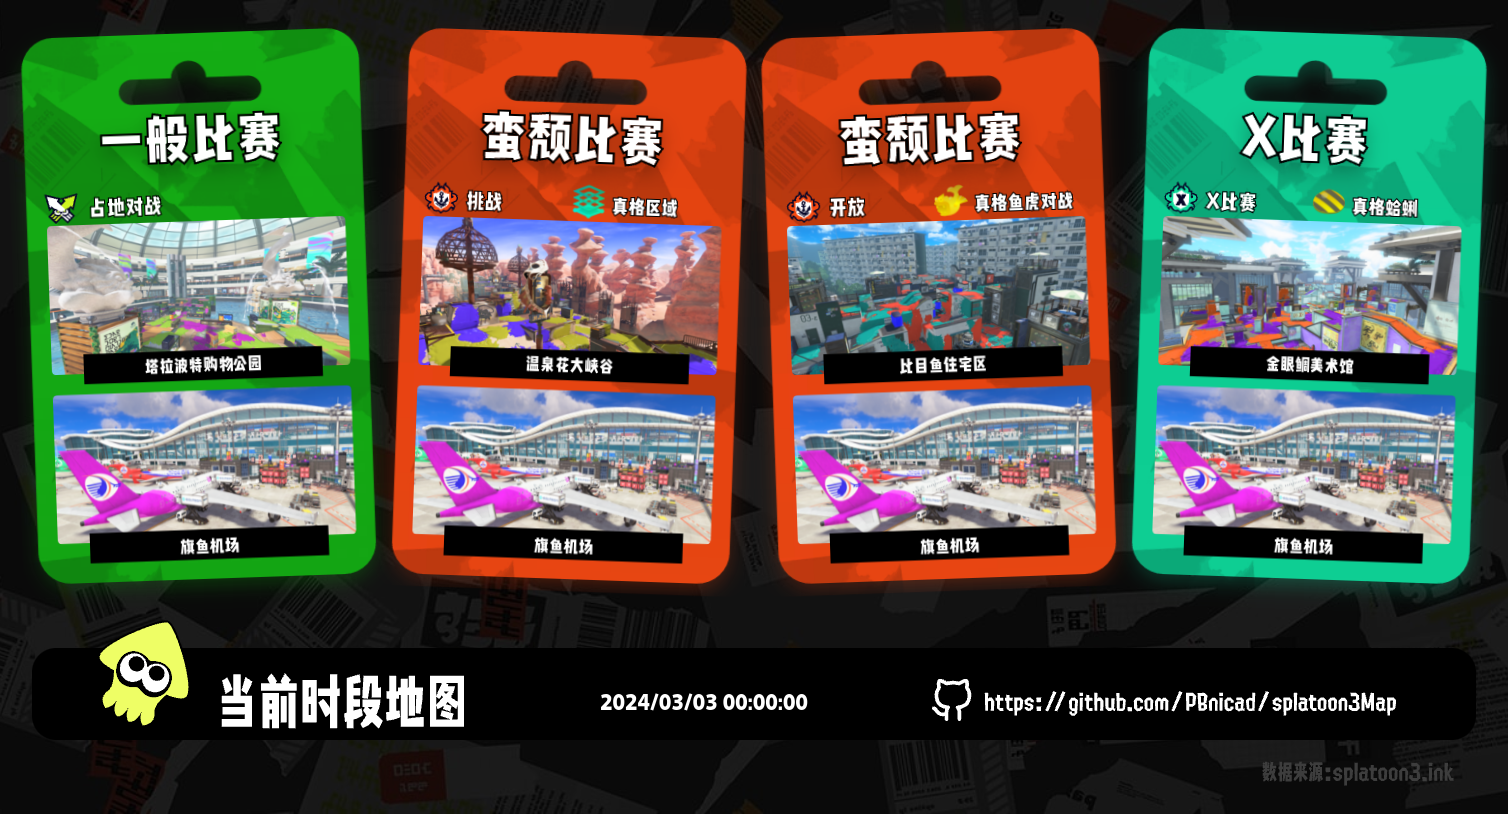 一般比赛
占地对战
塔拉波特购物公园
旗鱼机场
蛮颓比赛
挑战
真格区域
温泉花大峡谷
旗鱼机场
蛮颓比赛
开放
真格鱼虎对战
比目鱼住宅区
旗鱼机场
X比赛
X比赛
真格蛤蜊
金眼鲷美术馆
旗鱼机场
当前时段地图
2024/03/03 00:00:00
https://github.com/PBnicad/splatoon3Map
数据来源:splatoon3.ink